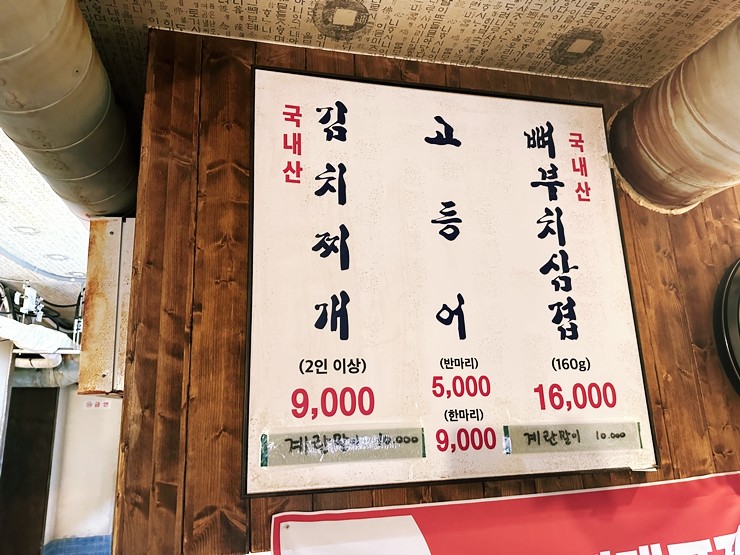 국내산
김치찌개
(2인 이상)
9,000
계란말이 10.000
고등어
(반마리)
5,000
(한마리)
9,000
국내산
뼈부치삼겹
(160g)
16,000
계란말이 10.000